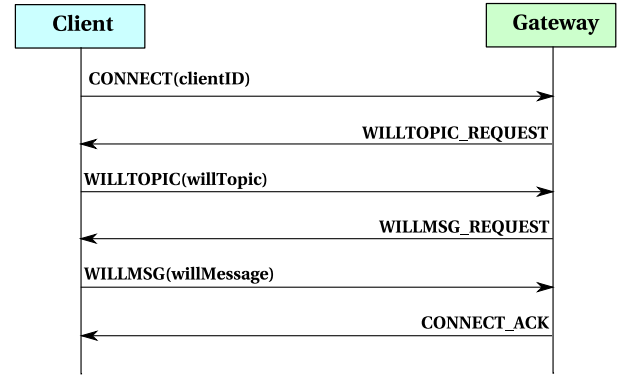 Client
Gateway
CONNECT(clientID)
WILLTOPIC_REQUEST
WILLTOPIC(willTopic)
WILLMSG_REQUEST
WILLMSG(willMessage)
CONNECT_ACK